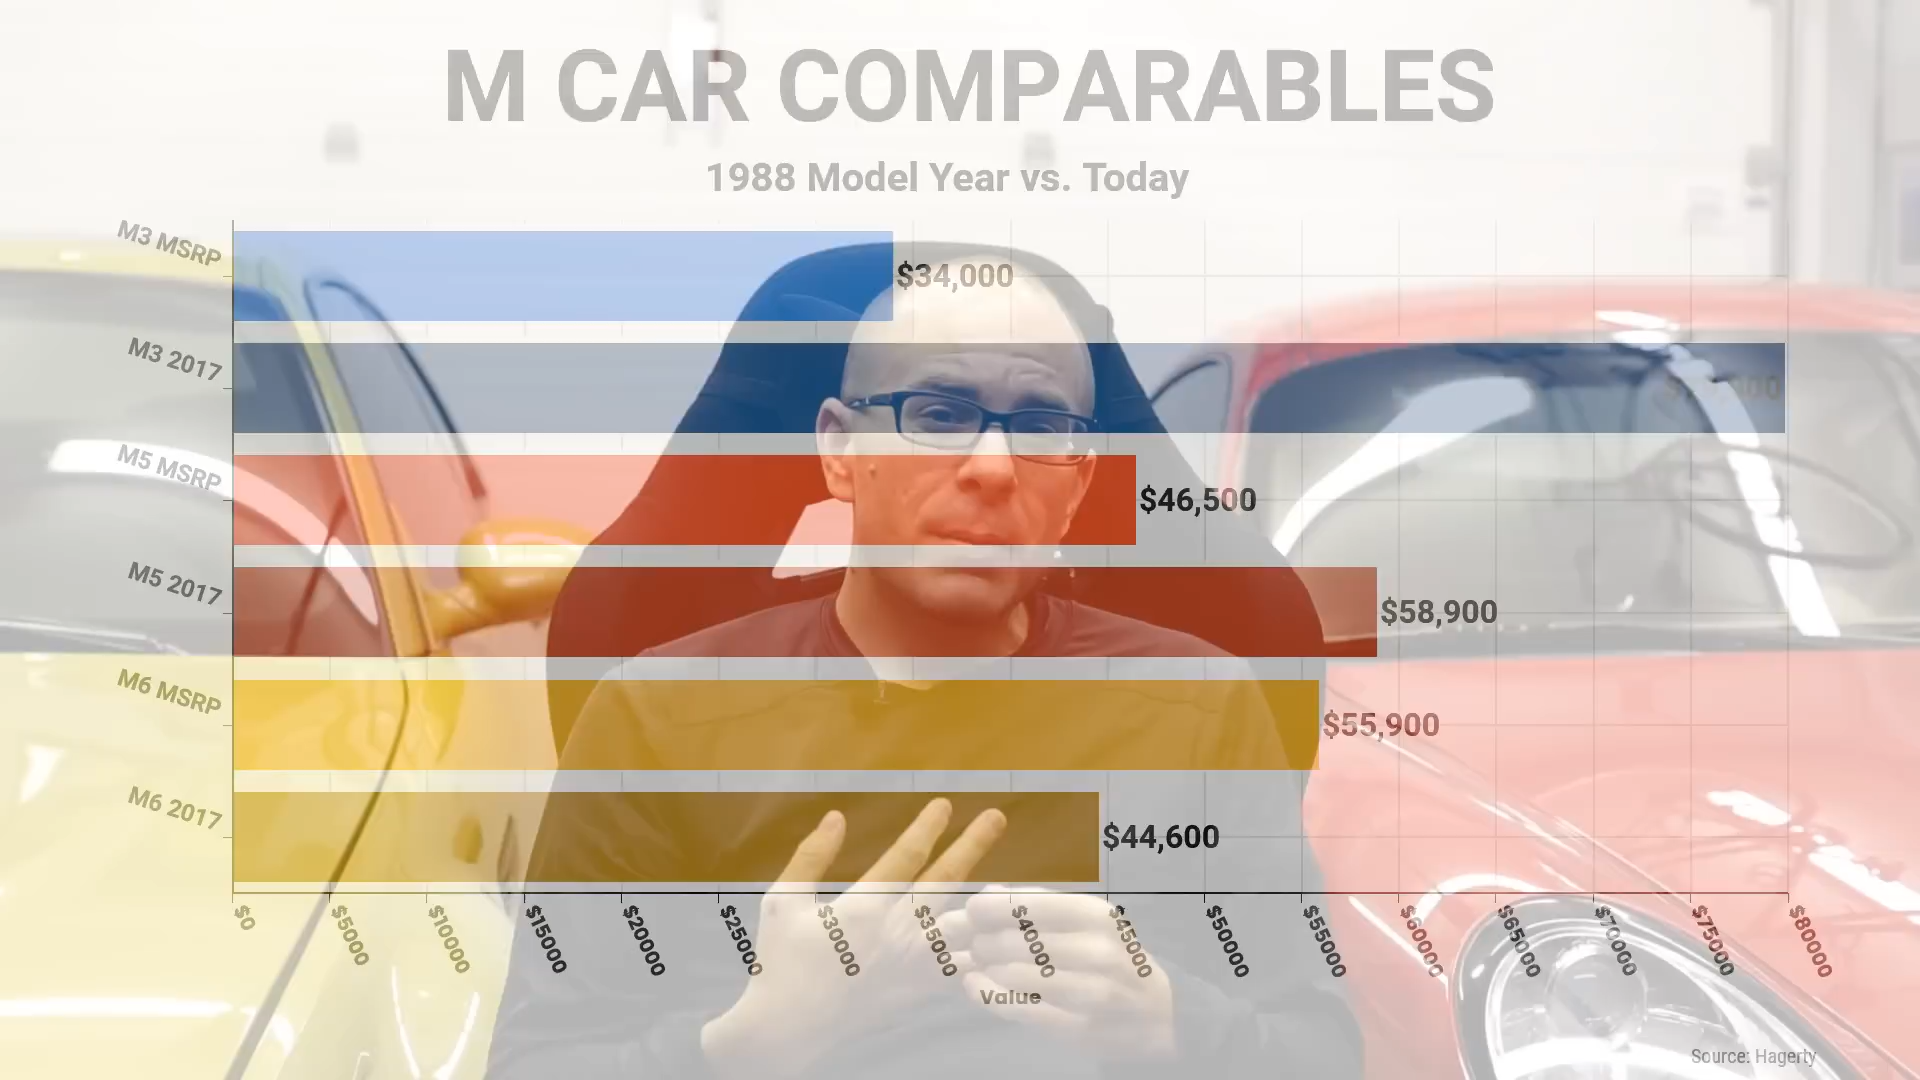 M CAR COMPARABLES
1988 Model Year vs. Today
M3 MSRP
$34,000
M3 2017
M5 MSRP
$46,500
M5 2017
$58,900
M6 MSRP
$55,900
M6 2017
$44,600
$0
$5000
$10000
$15000
$20000
$25000
$30000
$35000
$40000
$45000
$50000
$55000
$60000
$65000
$70000
$75000
$80000
Value
Source: Hagerty